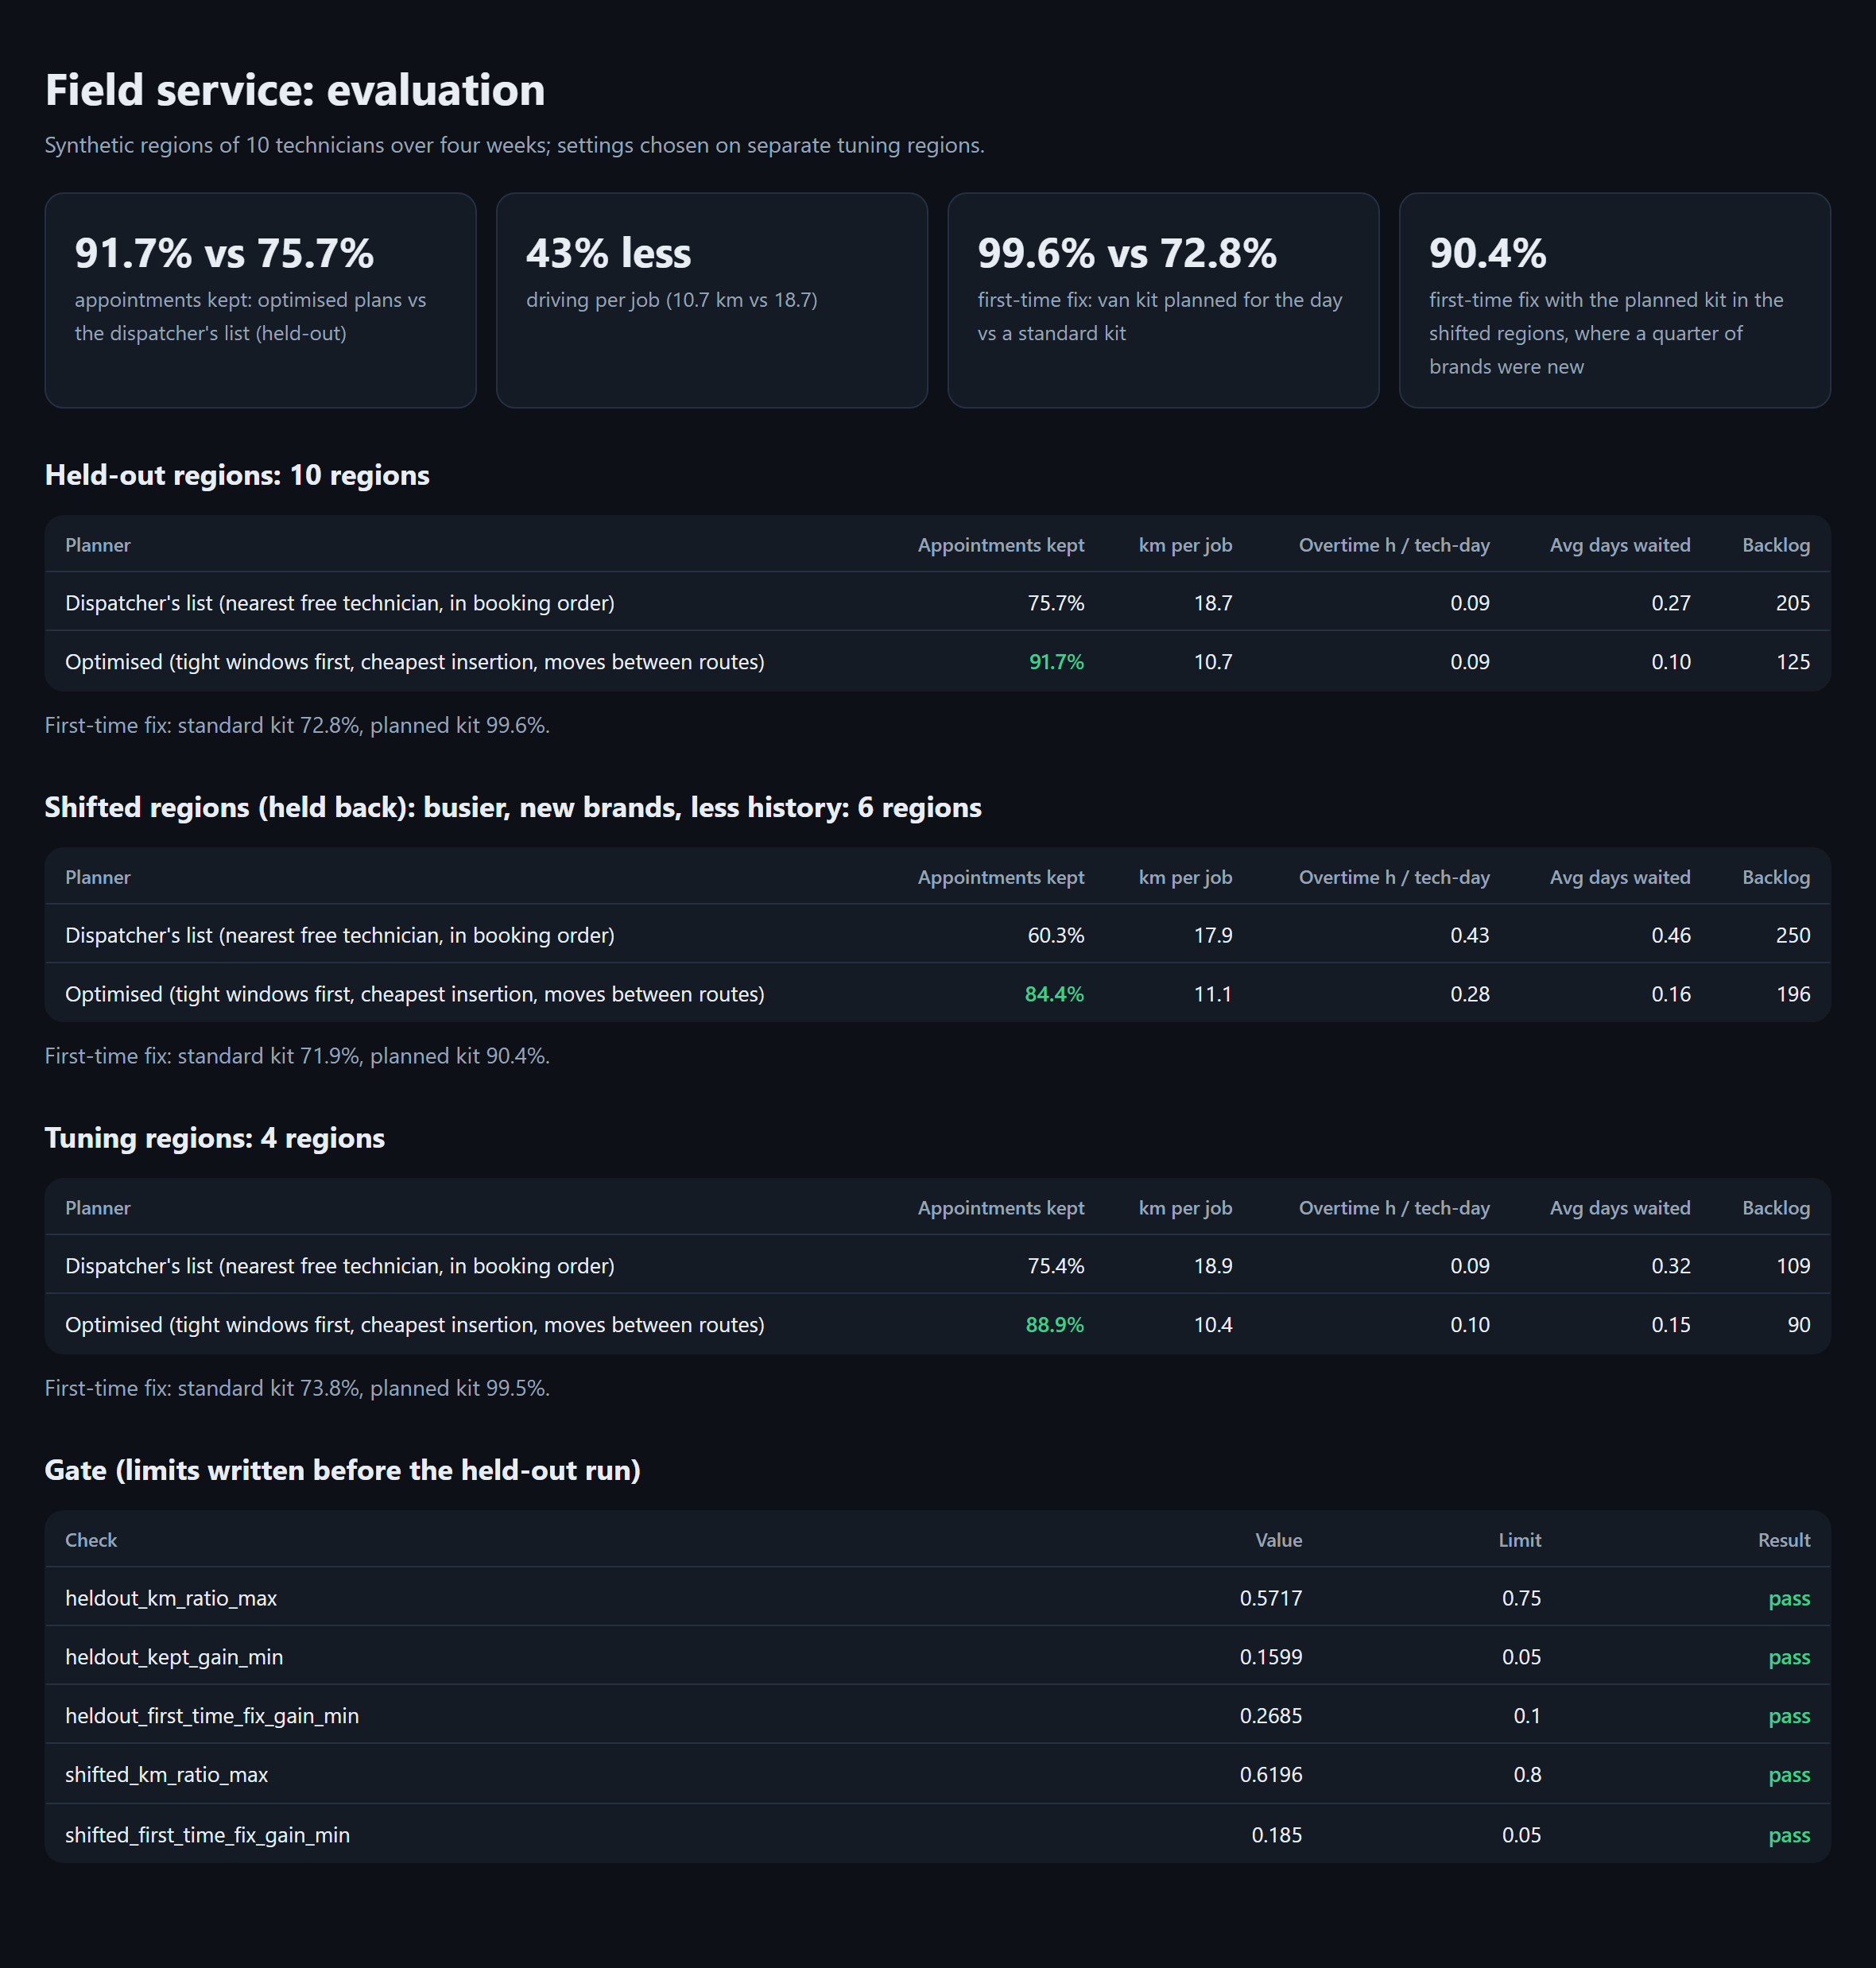 Field service: evaluation
Synthetic regions of 10 technicians over four weeks; settings chosen on separate tuning regions.
91.7% vs 75.7%
appointments kept: optimised plans vs
the dispatcher's list (held-out)
43% less
driving per job (10.7 km vs 18.7)
99.6% vs 72.8%
first-time fix: van kit planned for the day
vs a standard kit
90.4%
first-time fix with the planned kit in the
shifted regions, where a quarter of
brands were new
Held-out regions: 10 regions
Planner Appointments kept km per job Overtime h / tech-day Avg days waited Backlog
Dispatcher's list (nearest free technician, in booking order) 75.7% 18.7 0.09 0.27 205
Optimised (tight windows first, cheapest insertion, moves between routes) 91.7% 10.7 0.09 0.10 125
First-time fix: standard kit 72.8%, planned kit 99.6%.
Shifted regions (held back): busier, new brands, less history: 6 regions
Planner Appointments kept km per job Overtime h / tech-day Avg days waited Backlog
Dispatcher's list (nearest free technician, in booking order) 60.3% 17.9 0.43 0.46 250
Optimised (tight windows first, cheapest insertion, moves between routes) 84.4% 11.1 0.28 0.16 196
First-time fix: standard kit 71.9%, planned kit 90.4%.
Tuning regions: 4 regions
Planner Appointments kept km per job Overtime h / tech-day Avg days waited Backlog
Dispatcher's list (nearest free technician, in booking order) 75.4% 18.9 0.09 0.32 109
Optimised (tight windows first, cheapest insertion, moves between routes) 88.9% 10.4 0.10 0.15 90
First-time fix: standard kit 73.8%, planned kit 99.5%.
Gate (limits written before the held-out run)
Check Value Limit Result
heldout_km_ratio_max 0.5717 0.75 pass
heldout_kept_gain_min 0.1599 0.05 pass
heldout_first_time_fix_gain_min 0.2685 0.1 pass
shifted_km_ratio_max 0.6196 0.8 pass
shifted_first_time_fix_gain_min 0.185 0.05 pass